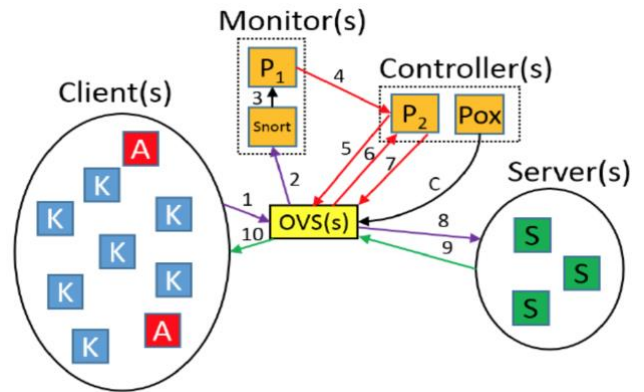 Monitor(s)
P1
4
Controller(s)
3
Client(s)
Snort
P2
Pox
A
5
6
7
K
2
C
Server(s)
K
K
1
OVS(s)
8
S
10
9
K
K
K
S
A
S
K